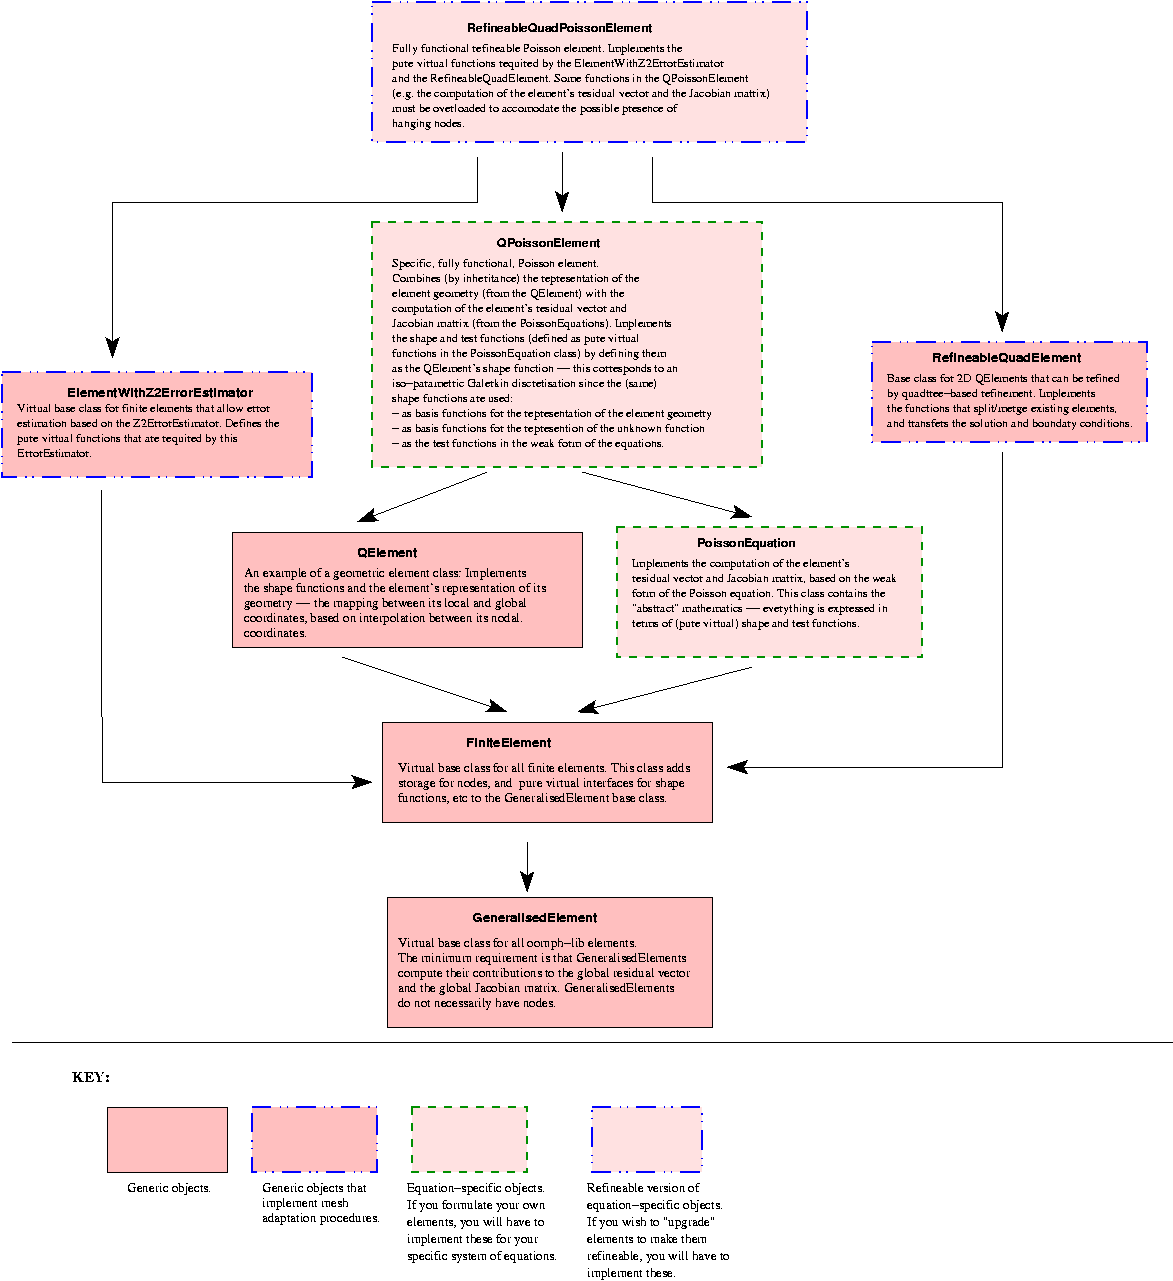 RefineableQuadPoissonElement
Fully functional refineable Poisson element. Implements the
pure virtual functions required by the ElementWithZ2ErrorEstimator
and the RefineableQuadElement. Some functions in the QPoissonElement
(e.g. the computation of the element's residual vector and the Jacobian matrix)
must be overloaded to accomodate the possible presence of
hanging nodes.
QPoissonElement
Specific, fully functional, Poisson element.
Combines (by inheritance) the representation of the
element geometry (from the QElement) with the
computation of the element's residual vector and
Jacobian matrix (from the PoissonEquations). Implements
the shape and test functions (defined as pure virtual
functions in the PoissonEquation class) by defining them
as the QElement's shape function –– this corresponds to an
iso–parametric Galerkin discretisation since the (same)
shape functions are used:
– as basis functions for the representation of the element geometry
– as basis functions for the represention of the unknown function
– as the test functions in the weak form of the equations.
RefineableQuadElement
Base class for 2D QElements that can be refined
by quadtree–based refinement. Implements
the functions that split/merge existing elements,
and transfers the solution and boundary conditions.
ElementWithZ2ErrorEstimator
Virtual base class for finite elements that allow error
estimation based on the Z2ErrorEstimator. Defines the
pure virtual functions that are required by this
ErrorEstimator.
QElement
An example of a geometric element class: Implements
the shape functions and the element's representation of its
geometry –– the mapping between its local and global
coordinates, based on interpolation between its nodal.
coordinates.
PoissonEquation
Implements the computation of the element's
residual vector and Jacobian matrix, based on the weak
form of the Poisson equation. This class contains the
"abstract" mathematics –– everything is expressed in
terms of (pure virtual) shape and test functions.
FiniteElement
Virtual base class for all finite elements. This class adds
storage for nodes, and pure virtual interfaces for shape
functions, etc to the GeneralisedElement base class.
GeneralisedElement
Virtual base class for all oomph–lib elements.
The minimum requirement is that GeneralisedElements
compute their contributions to the global residual vector
and the global Jacobian matrix. GeneralisedElements
do not necessarily have nodes.
KEY:
Generic objects.
Generic objects that
implement mesh
adaptation procedures.
Equation–specific objects.
If you formulate your own
elements, you will have to
implement these for your
specific system of equations.
Refineable version of
equation–specific objects.
If you wish to "upgrade"
elements to make them
refineable, you will have to
implement these.